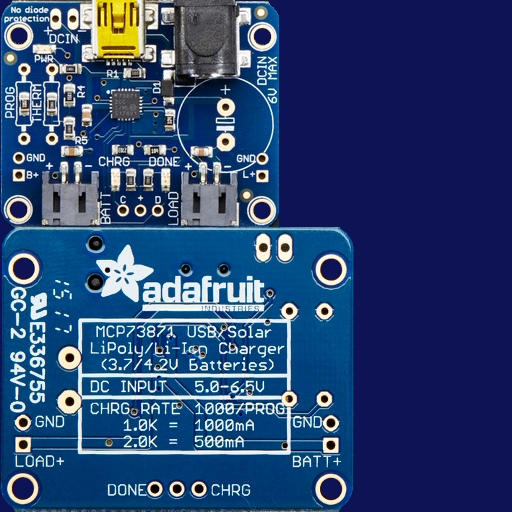 No diode
protection!
+
DCIN
-
PWR
R1
D1
DCIN
6V MAX
PROG
THERM
R4
R5
+
GND
B+
+ -
CHRG
DONE
+ -
GND
L+
BATT
C + D
LOAD
adafruit
INDUSTRIES
15 17
E336755
GC-2 94V-0
MCP73871 USB/Solar
LiPoly/Li-Ion Charger
(3.7/4.2V Batteries)
DC INPUT 5.0-6.5V
CHRG RATE 1000/PROG
1.0K = 1000mA
2.0K = 500mA
GND
GND
LOAD+
BATT+
DONE
CHRG